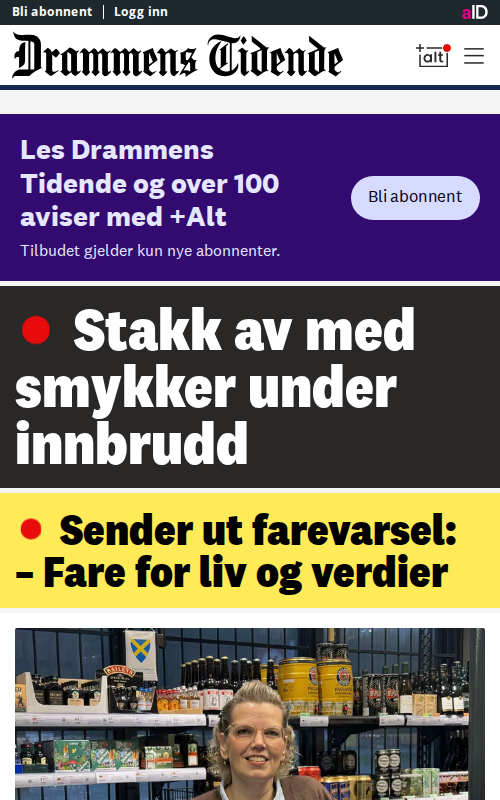 Bli abonnent
Logg inn
aID
Drammens Tidende
+alt
Les Drammens
Tidende og over 100
aviser med +Alt
Tilbudet gjelder kun nye abonnenter.
Bli abonnent
Stakk av med
smykker under
innbrudd
Sender ut farevarsel:
– Fare for liv og verdier
BAILEYS